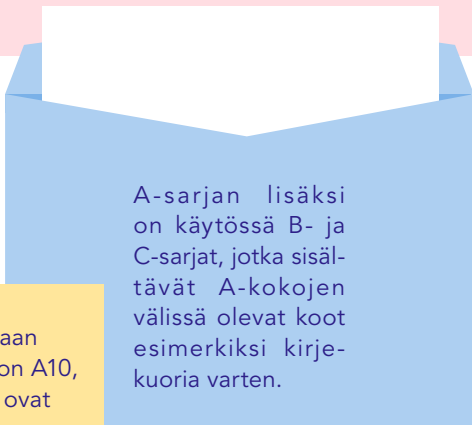 A-sarjan lisäksi
on käytössä B- ja
C-sarjat, jotka sisäl-
tävät A-kokojen
välissä olevat koot
esimerkiksi kirje-
kuoria varten.
aan
on A10,
ovat